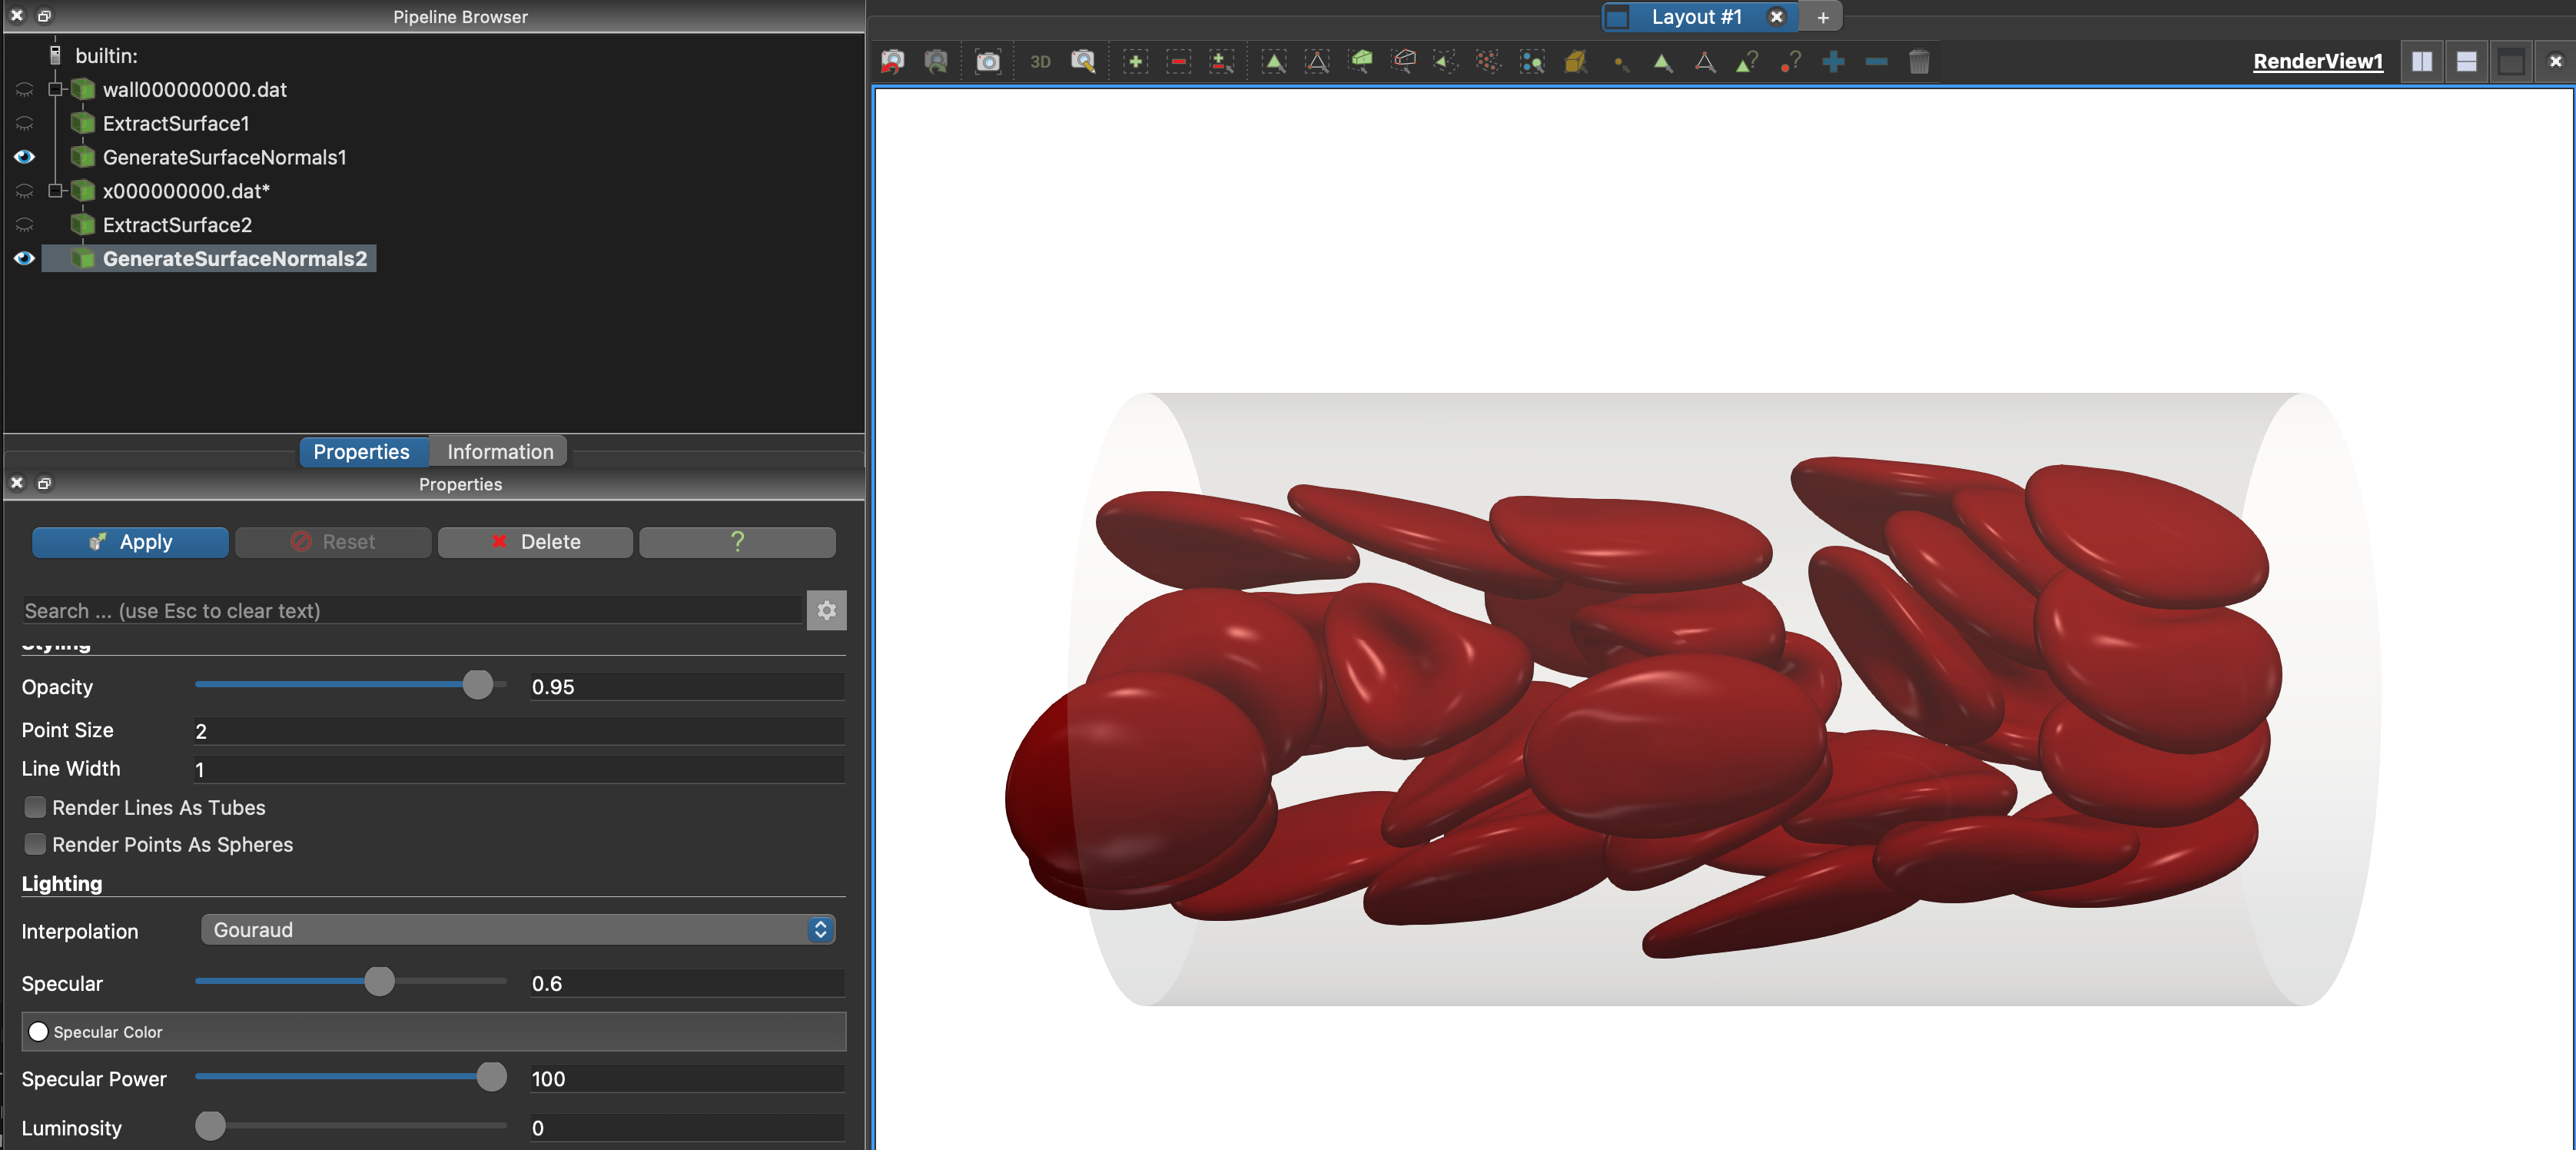 Pipeline Browser
builtin:
wall000000000.dat
ExtractSurface1
GenerateSurfaceNormals1
x000000000.dat*
ExtractSurface2
GenerateSurfaceNormals2
Properties Information
Properties
Apply Reset Delete ?
Search ... (use Esc to clear text)
Styling
Opacity 0.95
Point Size 2
Line Width 1
Render Lines As Tubes
Render Points As Spheres
Lighting
Interpolation Gouraud
Specular 0.6
Specular Color
Specular Power 100
Luminosity 0
Layout #1 +
3D RenderView1